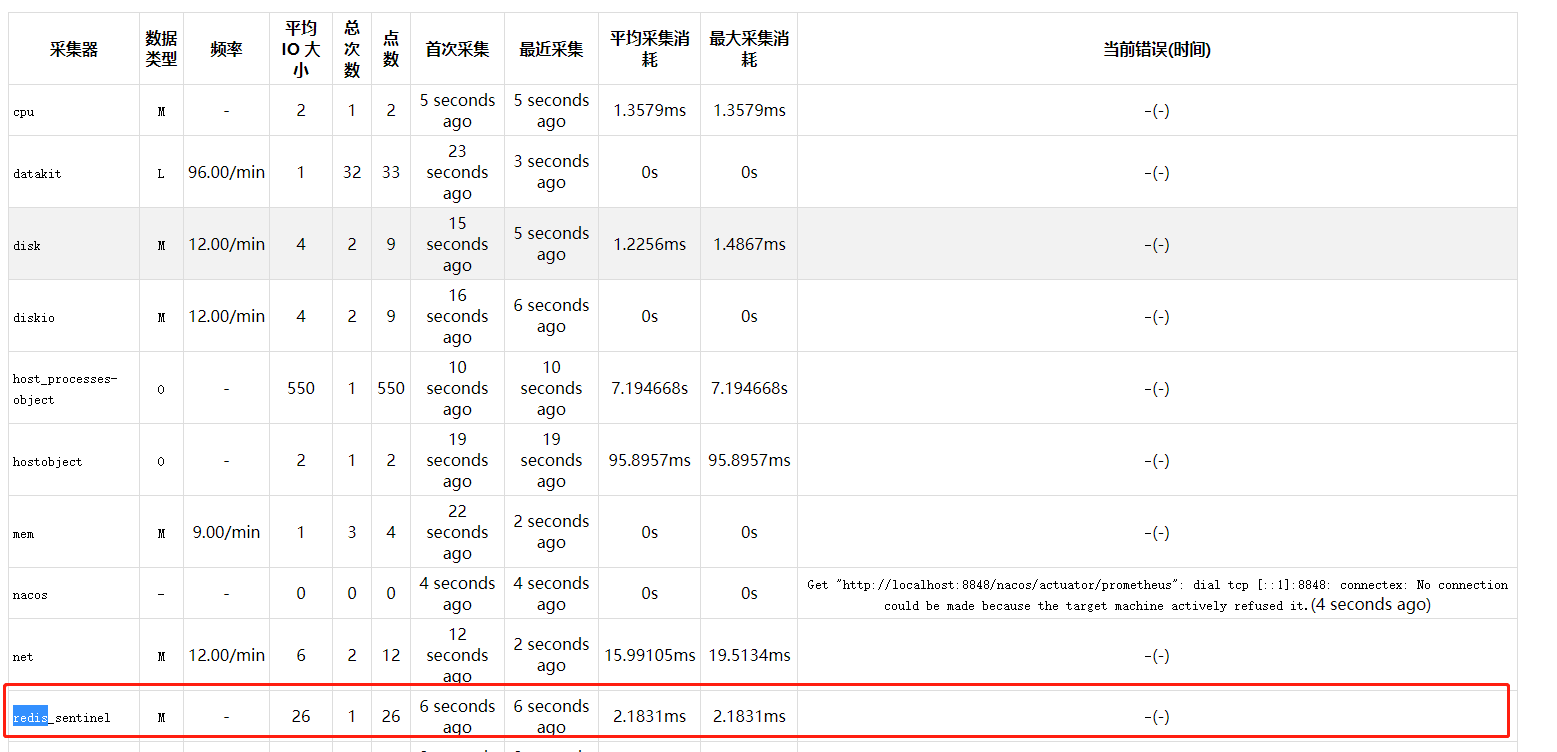 采集器 数据类型 频率 平均 IO 大小 总次数 点数 首次采集 最近采集 平均采集消耗 最大采集消耗 当前错误(时间)
cpu M - 2 1 2 5 seconds ago 5 seconds ago 1.3579ms 1.3579ms -(-)
datakit L 96.00/min 1 32 33 23 seconds ago 3 seconds ago 0s 0s -(-)
disk M 12.00/min 4 2 9 15 seconds ago 5 seconds ago 1.2256ms 1.4867ms -(-)
diskio M 12.00/min 4 2 9 16 seconds ago 6 seconds ago 0s 0s -(-)
host_processes-object O - 550 1 550 10 seconds ago 10 seconds ago 7.194668s 7.194668s -(-)
hostobject O - 2 1 2 19 seconds ago 19 seconds ago 95.8957ms 95.8957ms -(-)
mem M 9.00/min 1 3 4 22 seconds ago 2 seconds ago 0s 0s -(-)
nacos - - 0 0 0 4 seconds ago 4 seconds ago 0s 0s Get "http://localhost:8848/nacos/actuator/prometheus": dial tcp [::1]:8848: connectex: No connection could be made because the target machine actively refused it.(4 seconds ago)
net M 12.00/min 6 2 12 12 seconds ago 2 seconds ago 15.99105ms 19.5134ms -(-)
redis_sentinel M - 26 1 26 6 seconds ago 6 seconds ago 2.1831ms 2.1831ms -(-)